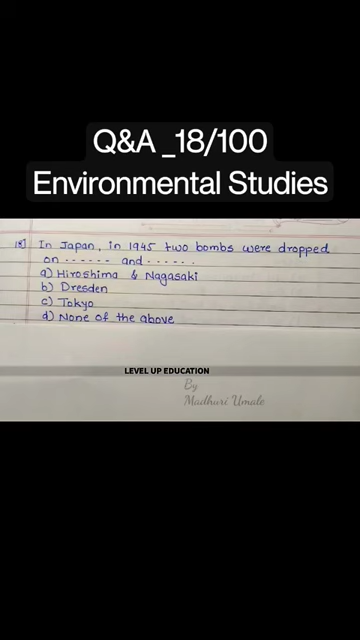 Q&A _18/100
Environmental Studies
18] In Japan, in 1945 two bombs were dropped
on ------ and ------.
a) Hiroshima & Nagasaki
b) Dresden
c) Tokyo
d) None of the above
LEVEL UP EDUCATION
By
Madhuri Umale